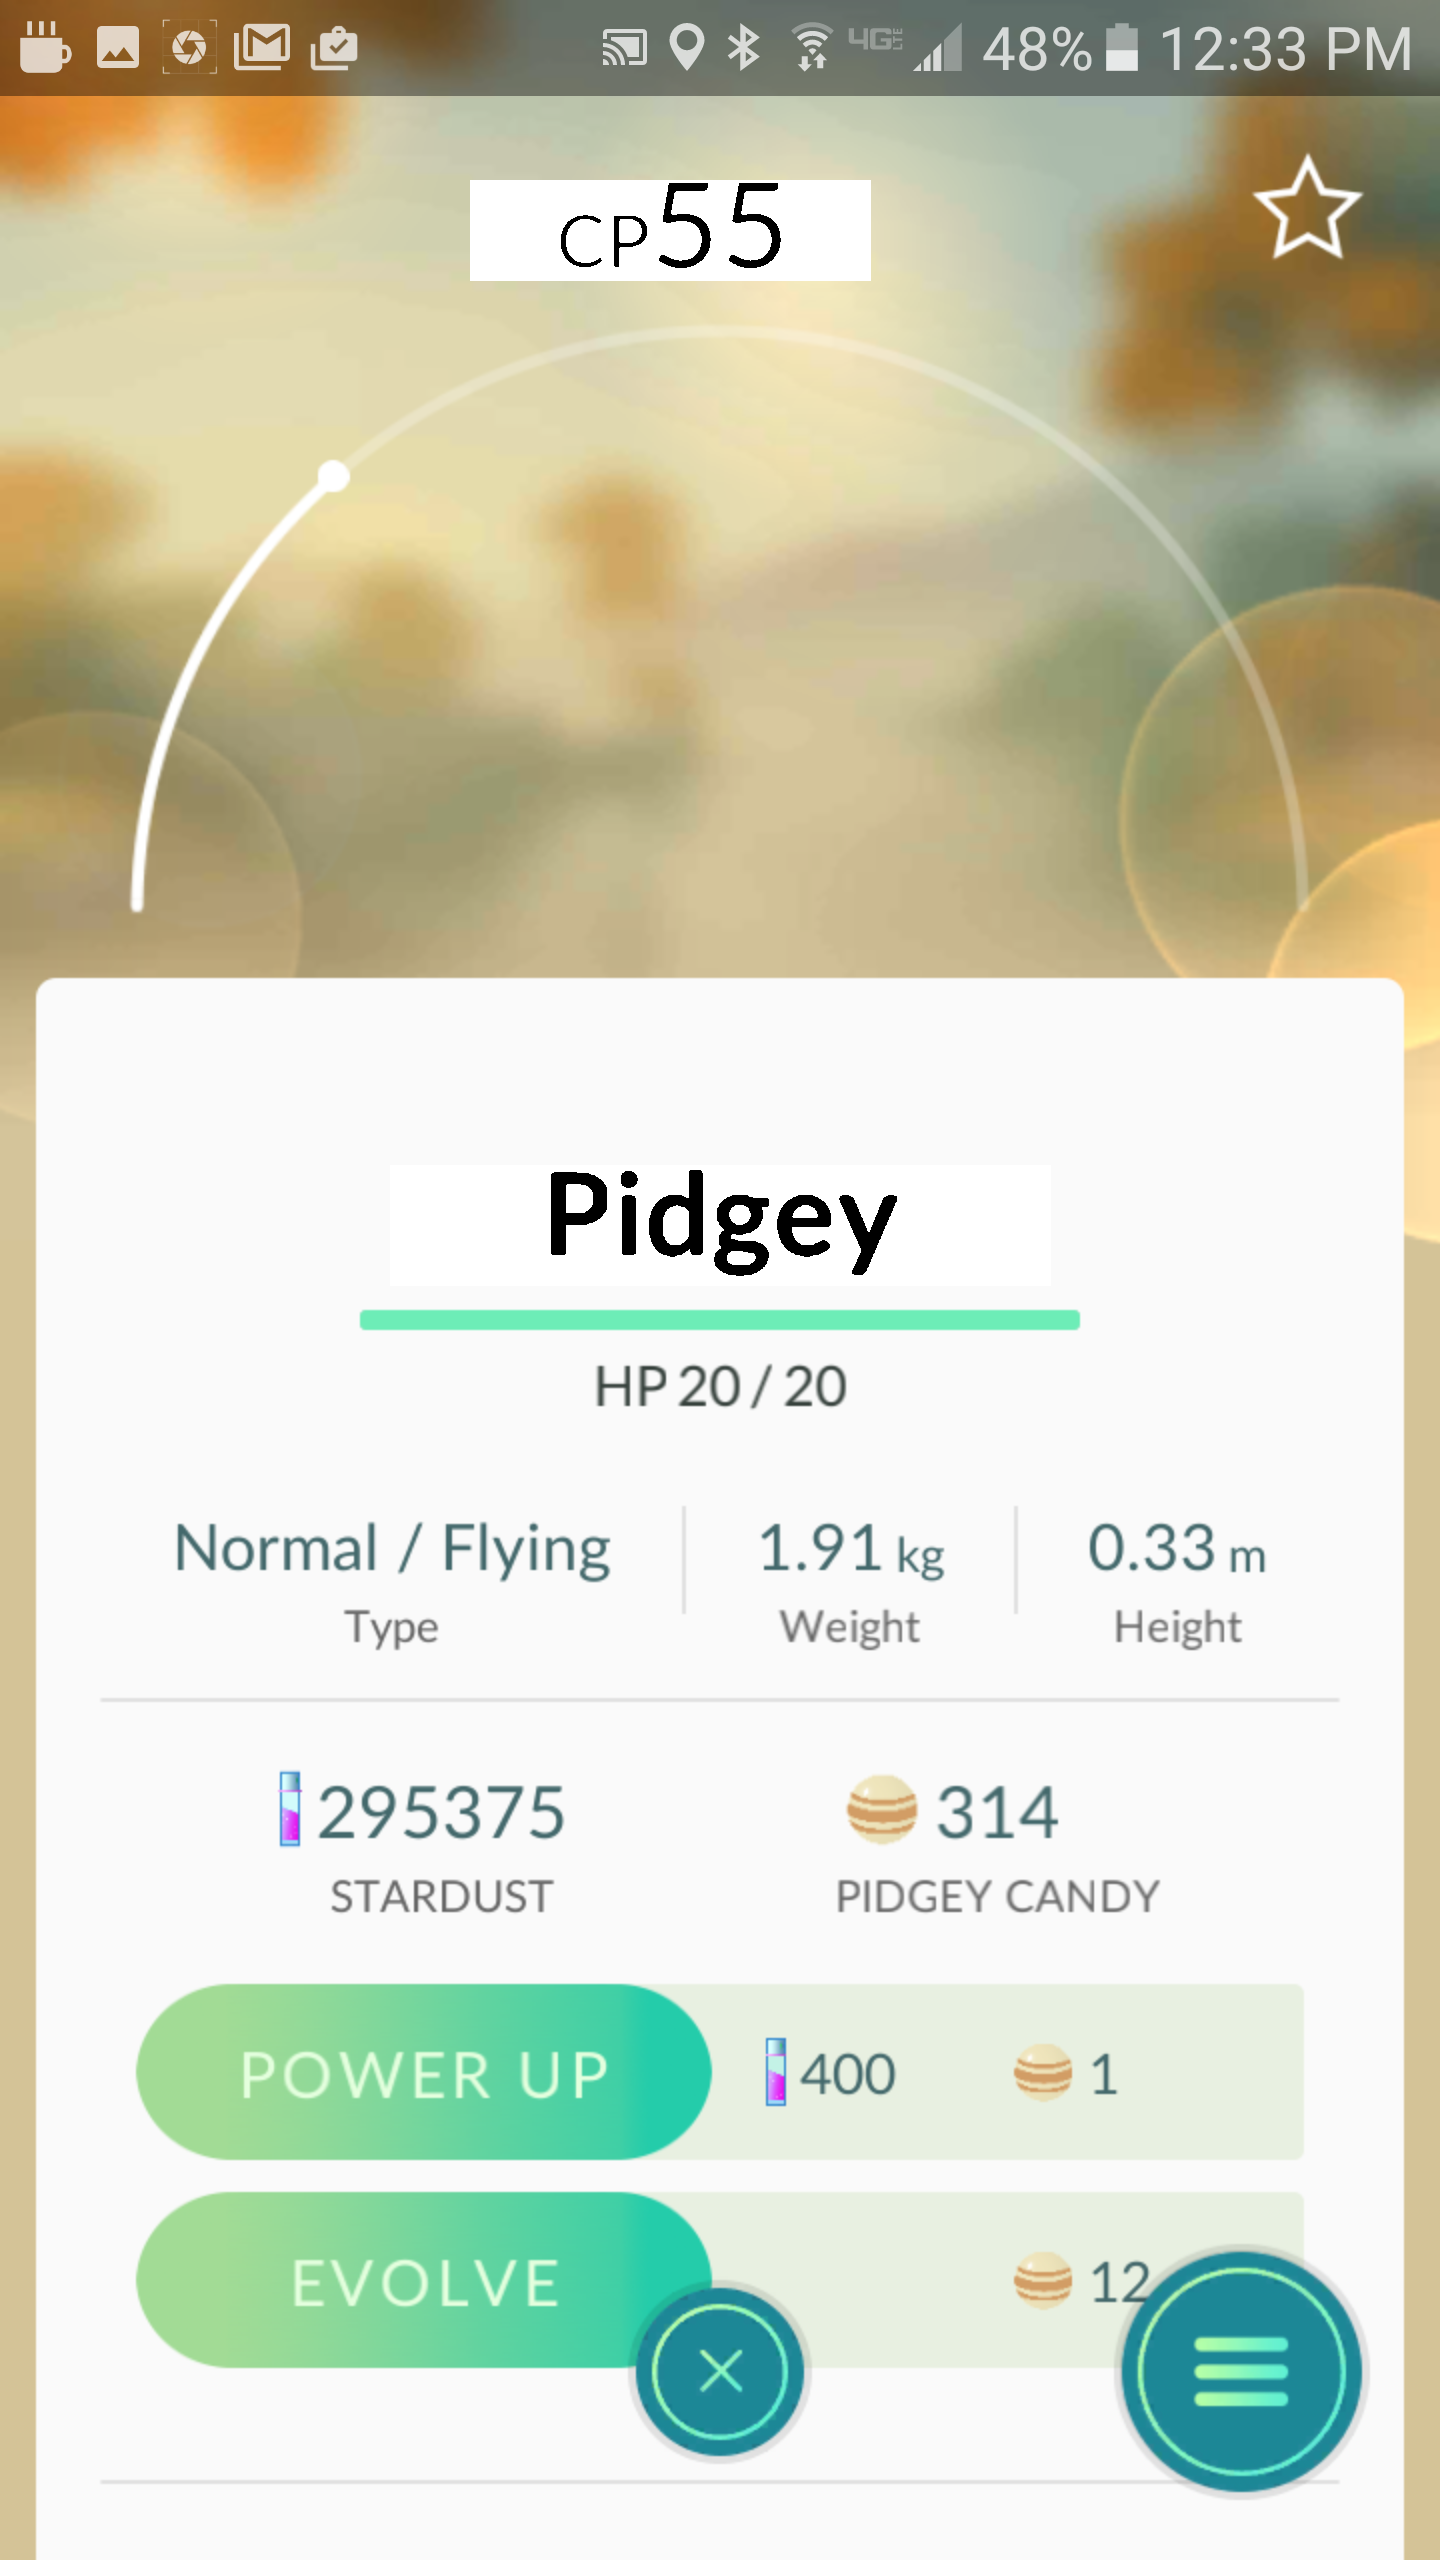 48% 12:33 PM
CP55
Pidgey
HP 20 / 20
Normal / Flying 1.91 kg 0.33 m
Type Weight Height
295375 314
STARDUST PIDGEY CANDY
POWER UP 400 1
EVOLVE 12